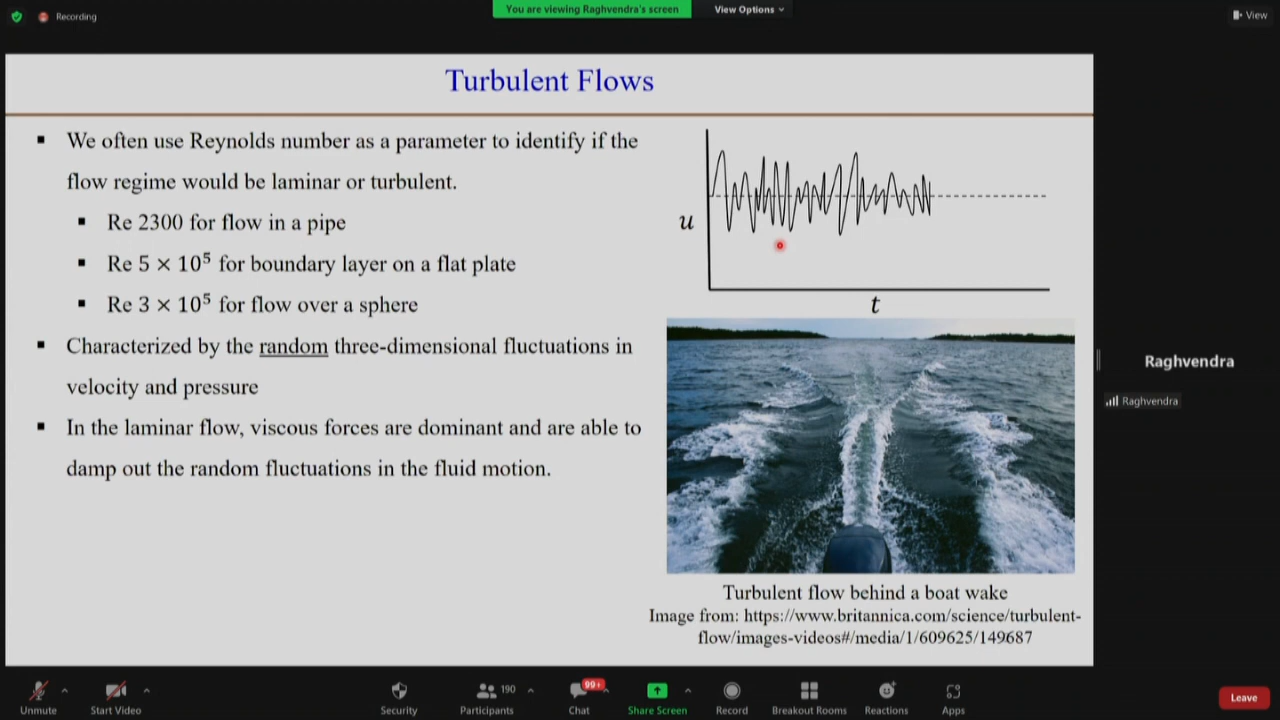 You are viewing Raghvendra's screen
View Options
Recording
View
Turbulent Flows
▪ We often use Reynolds number as a parameter to identify if the
flow regime would be laminar or turbulent.
▪ Re 2300 for flow in a pipe
▪ Re 5 × 10⁵ for boundary layer on a flat plate
▪ Re 3 × 10⁵ for flow over a sphere
▪ Characterized by the random three-dimensional fluctuations in
velocity and pressure
▪ In the laminar flow, viscous forces are dominant and are able to
damp out the random fluctuations in the fluid motion.
u
t
Turbulent flow behind a boat wake
Image from: https://www.britannica.com/science/turbulent-
flow/images-videos#/media/1/609625/149687
Raghvendra
Raghvendra
Unmute
Start Video
Security
Participants
190
Chat
99+
Share Screen
Record
Breakout Rooms
Reactions
Apps
Leave